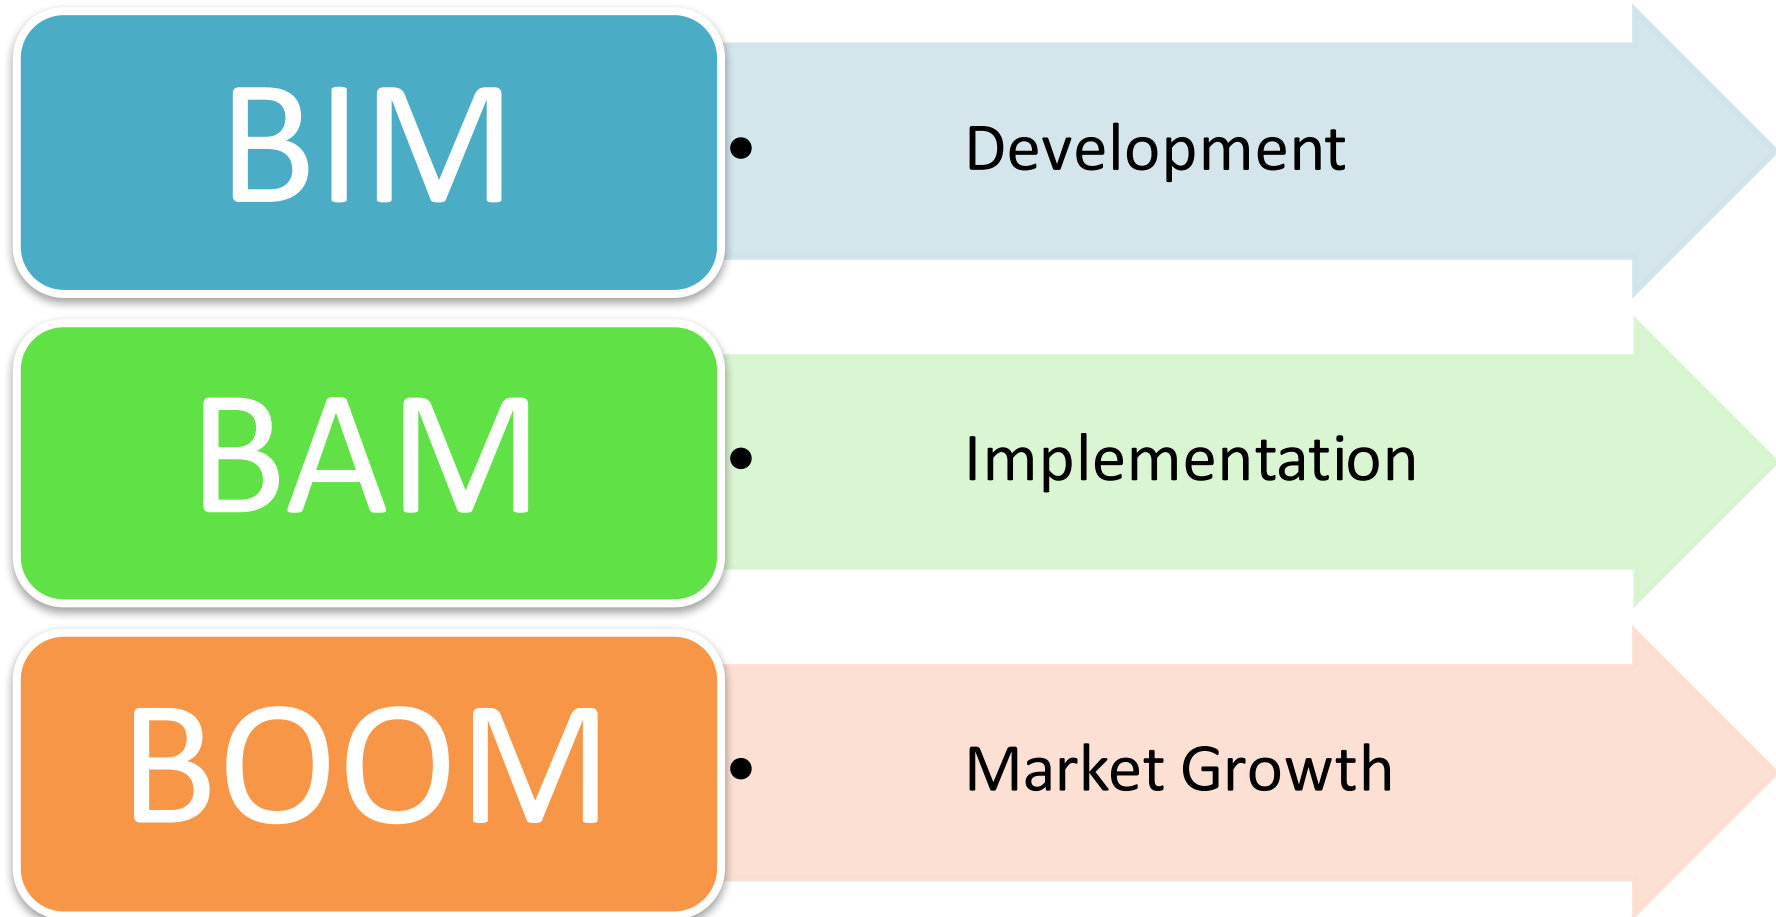 BIM
• Development
BAM
• Implementation
BOOM
• Market Growth